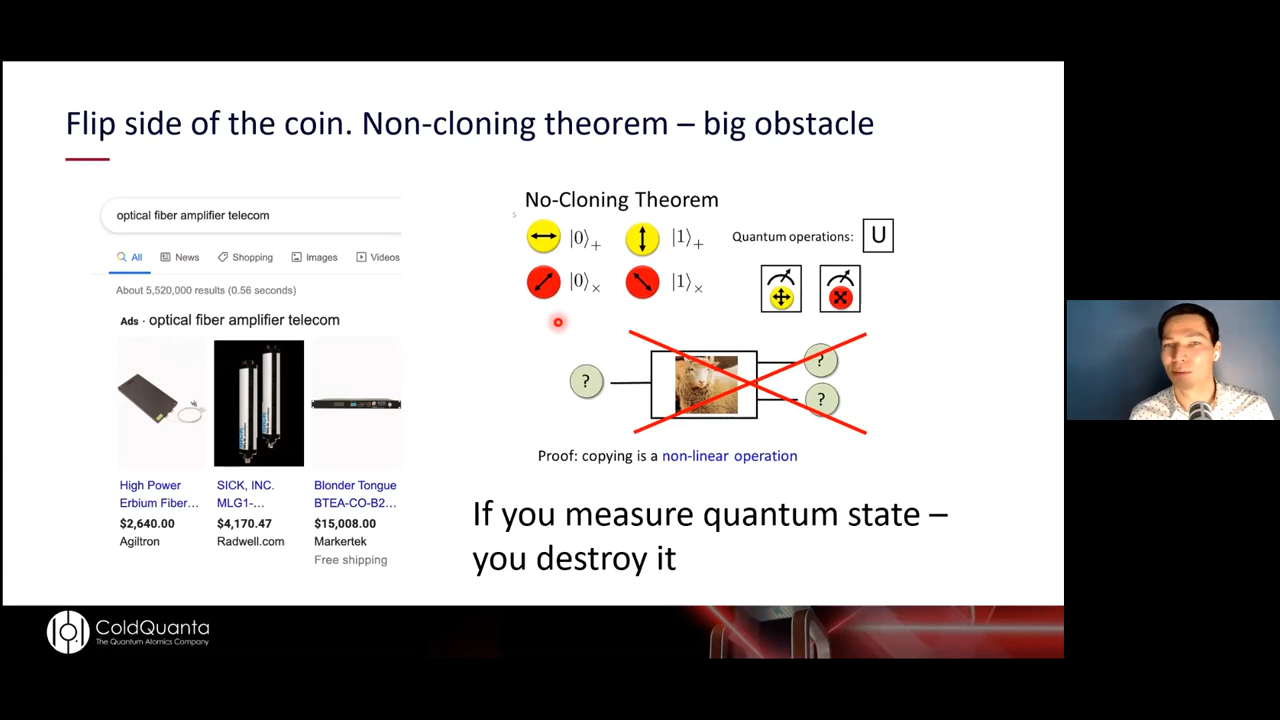 Flip side of the coin. Non-cloning theorem – big obstacle
optical fiber amplifier telecom
All News Shopping Images Videos
About 5,520,000 results (0.56 seconds)
Ads · optical fiber amplifier telecom
High Power
Erbium Fiber…
$2,640.00
Agiltron
SICK, INC.
MLG1-…
$4,170.47
Radwell.com
Blonder Tongue
BTEA-CO-B2…
$15,008.00
Markertek
Free shipping
No-Cloning Theorem
5
|0⟩+ |1⟩+
Quantum operations: U
|0⟩× |1⟩×
?
?
?
Proof: copying is a non-linear operation
If you measure quantum state –
you destroy it
ColdQuanta
The Quantum Atomics Company